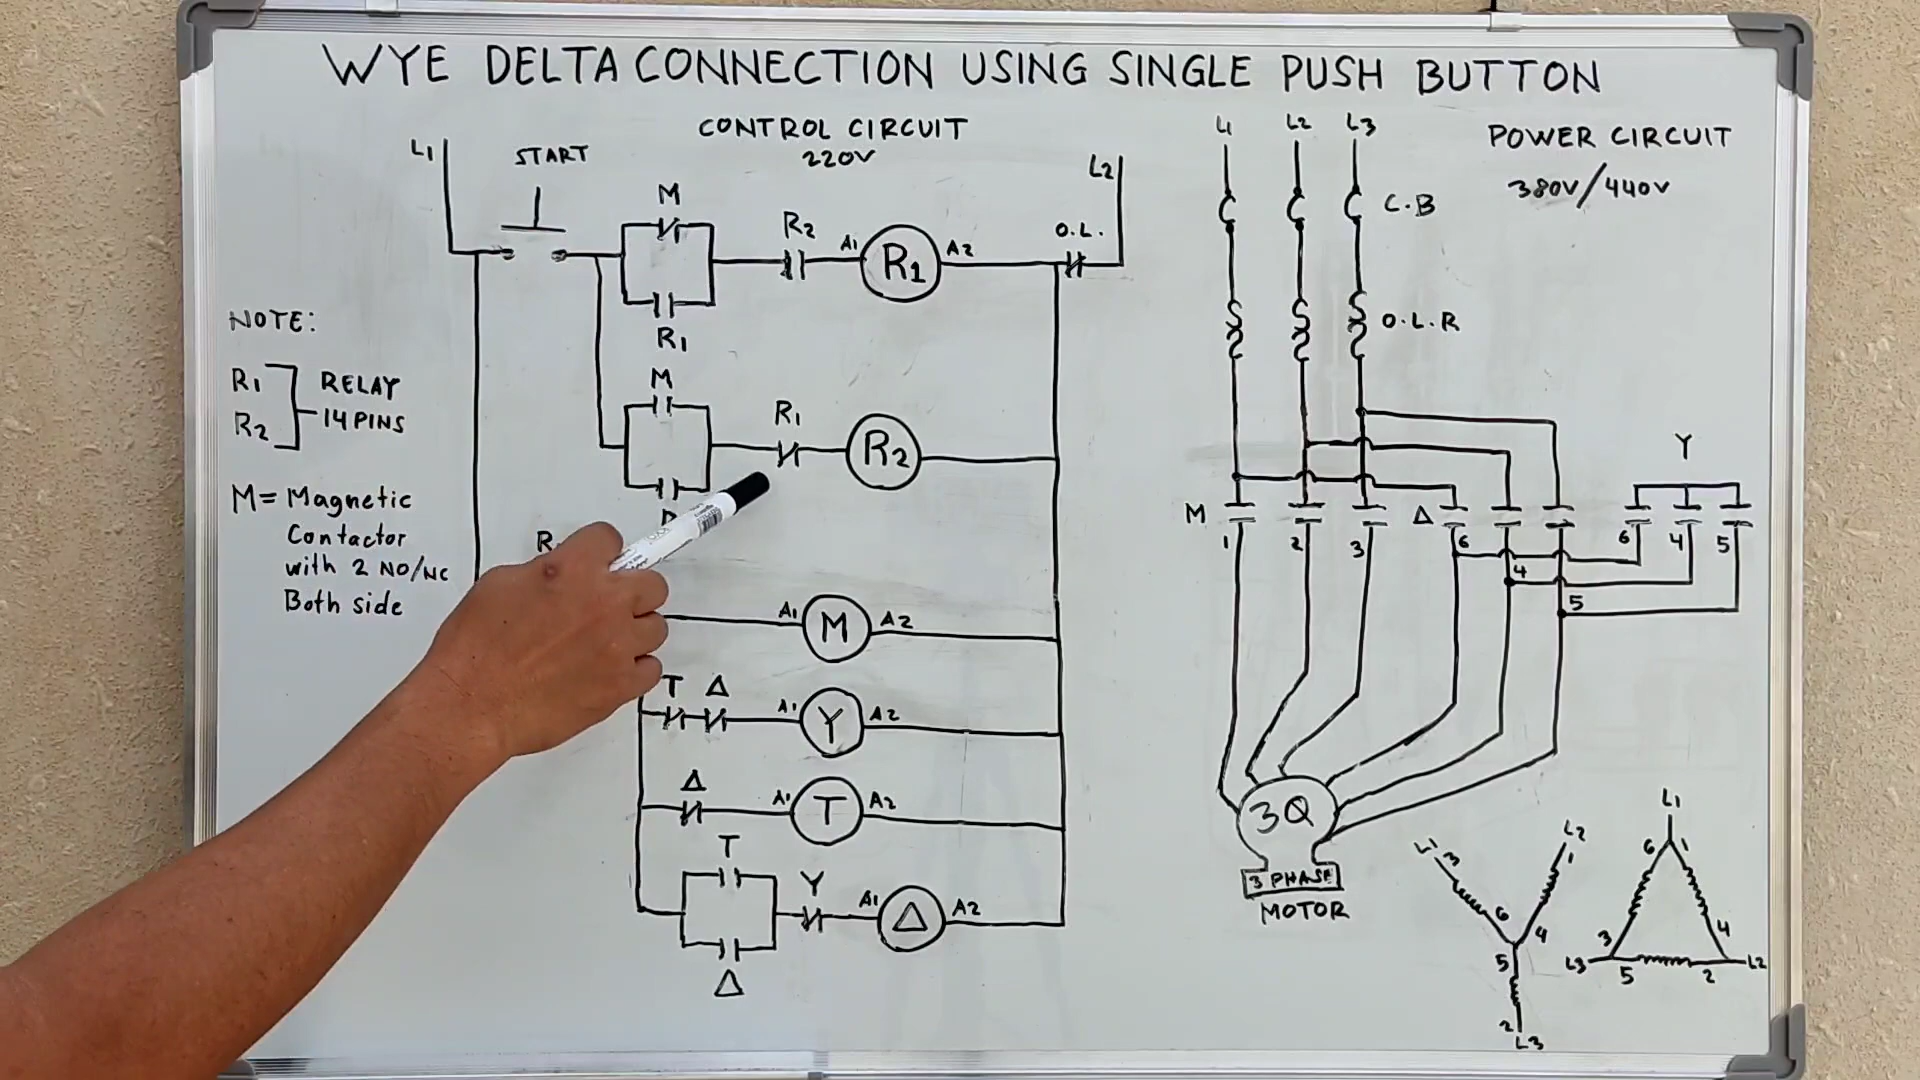 WYE DELTA CONNECTION USING SINGLE PUSH BUTTON
CONTROL CIRCUIT
220V
L1
START
L2
M
R2
A1
R1
A2
O.L.
R1
M
R1
R2
NOTE:
R1
R2
RELAY
14 PINS
M= Magnetic
Contactor
with 2 NO/NC
Both side
R
A1
M
A2
T Δ
A1
Y
A2
Δ
A1
T
A2
T
Y
A1
Δ
A2
Δ
POWER CIRCUIT
380V/440V
L1
L2
L3
C.B
O.L.R
Y
M
Δ
1
2
3
6
4
5
6
4
5
3Q
3 PHASE
MOTOR
3
L2
1
6
4
5
2
L3
L1
6
1
3
4
L3
5
2
L2